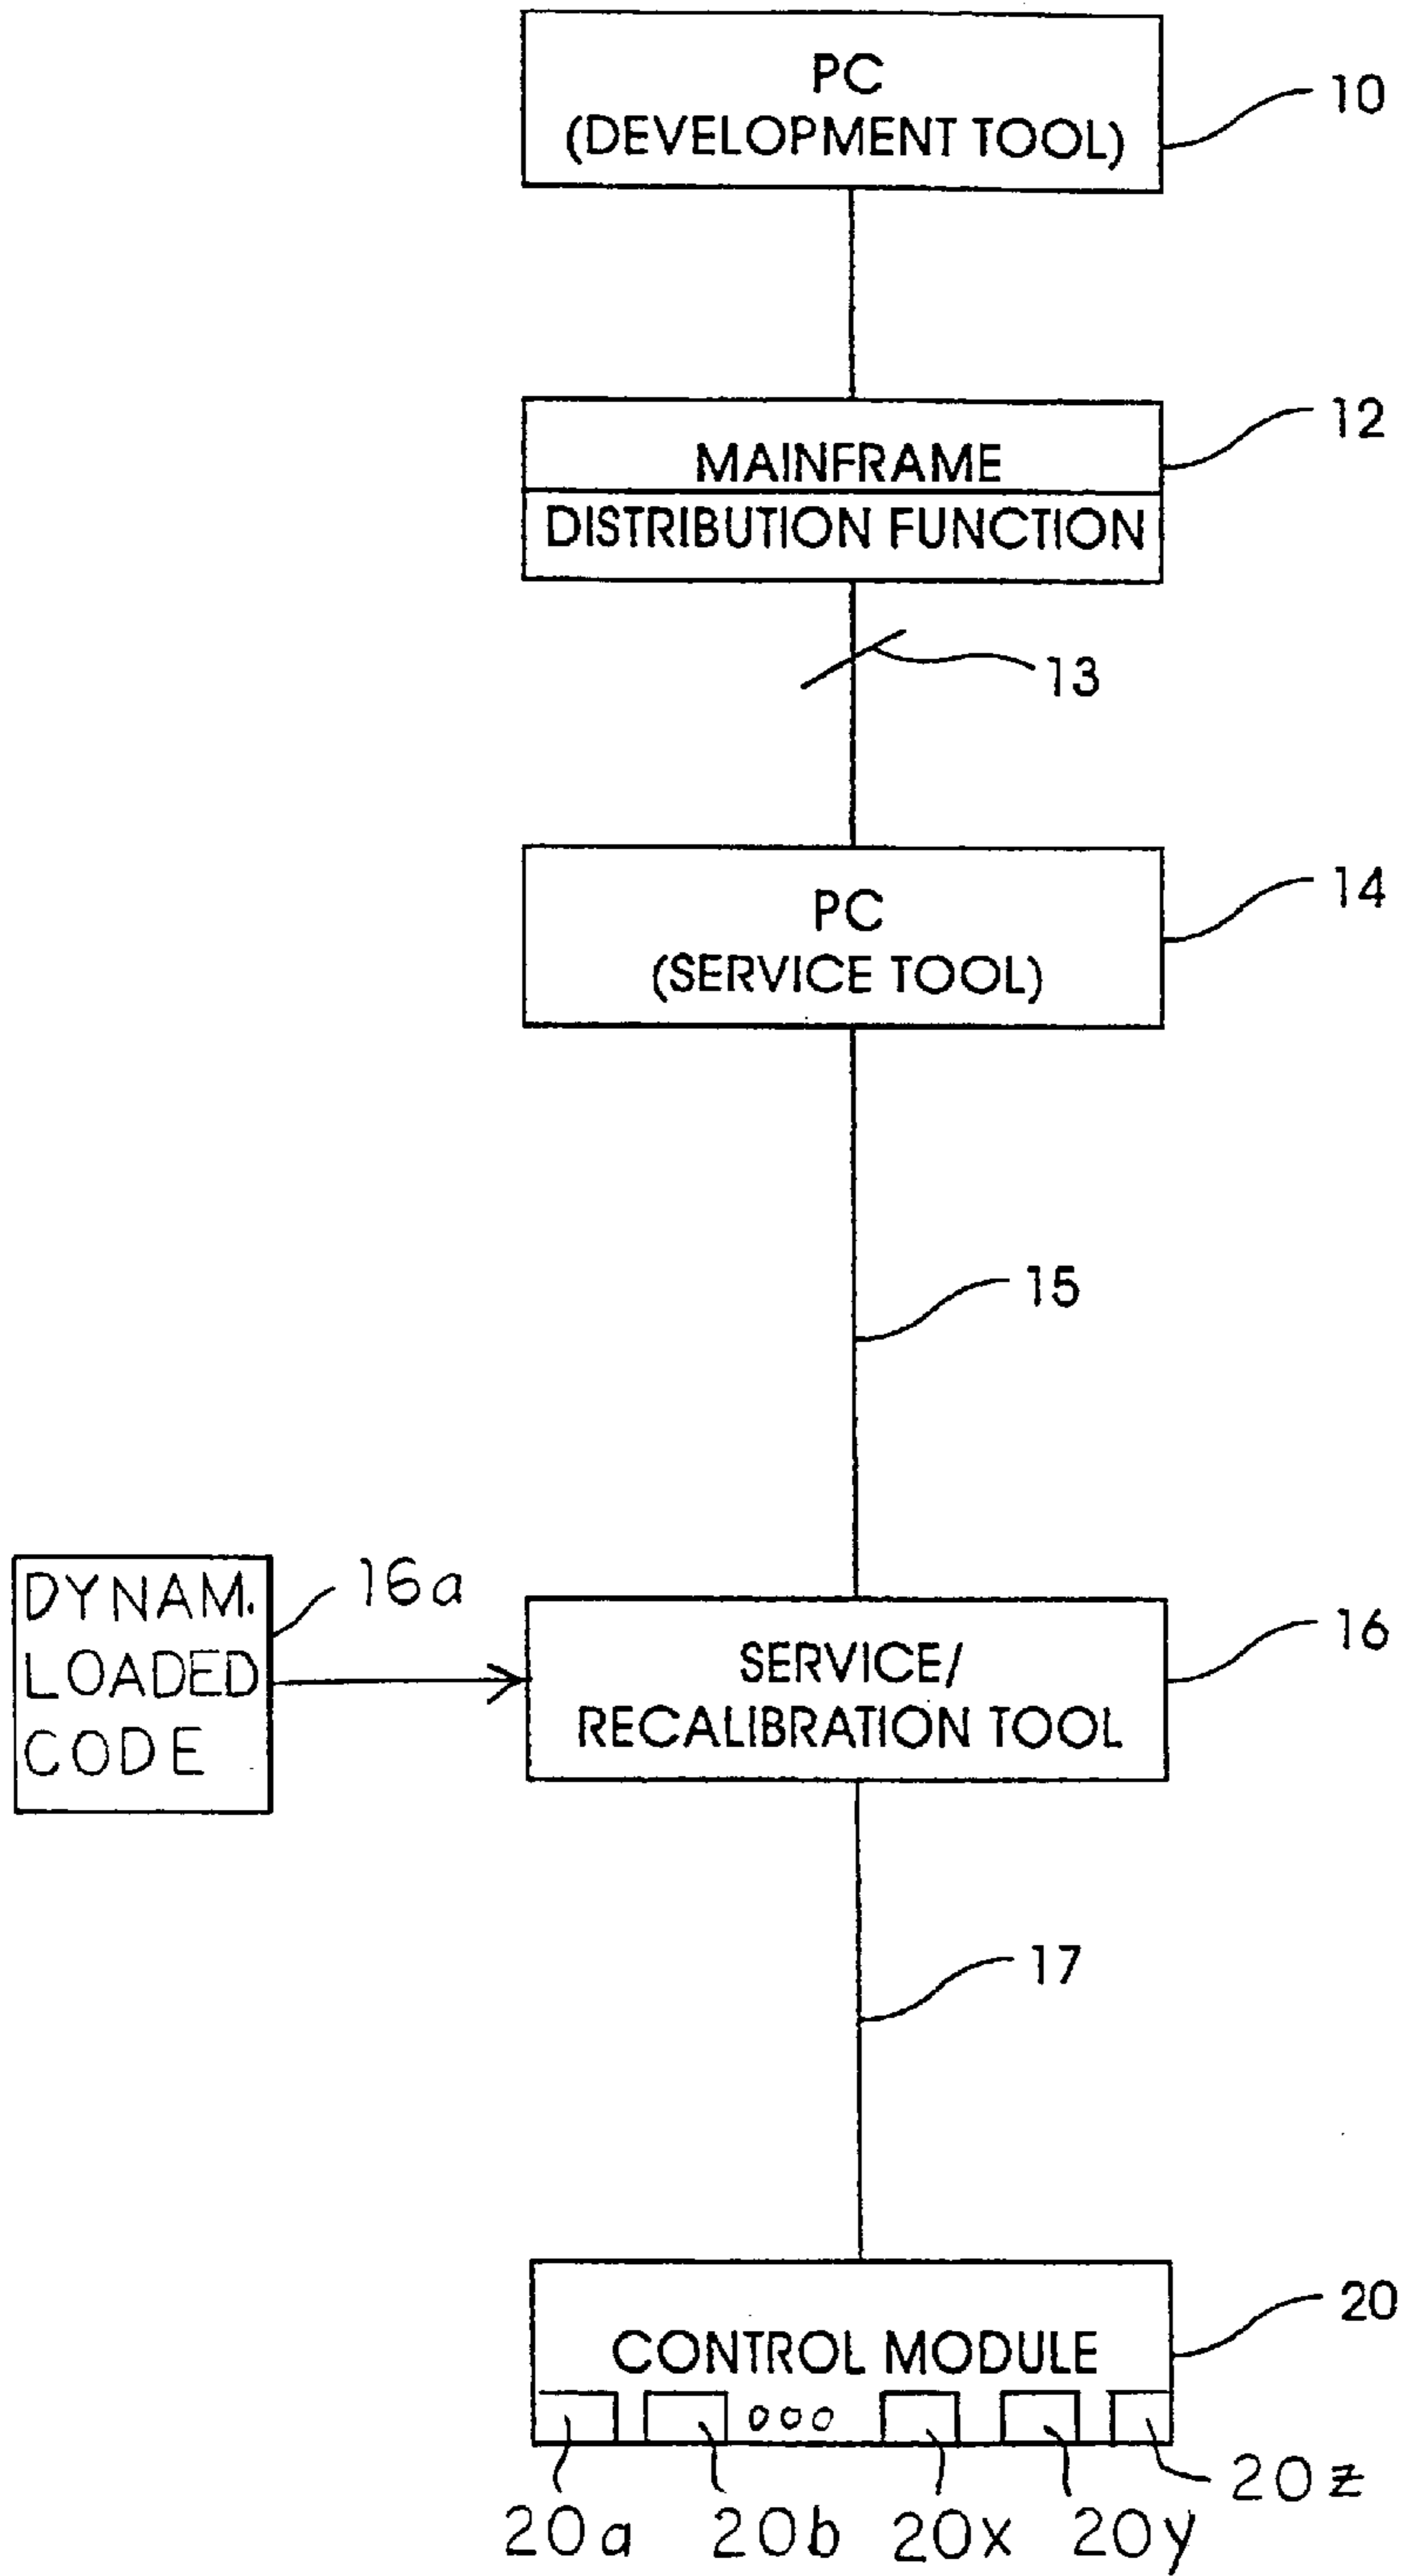 PC
(DEVELOPMENT TOOL)
10
MAINFRAME
12
DISTRIBUTION FUNCTION
13
PC
(SERVICE TOOL)
14
15
DYNAM.
LOADED
CODE
16a
SERVICE/
RECALIBRATION TOOL
16
17
CONTROL MODULE
20
20a
20b
20x
20y
20z